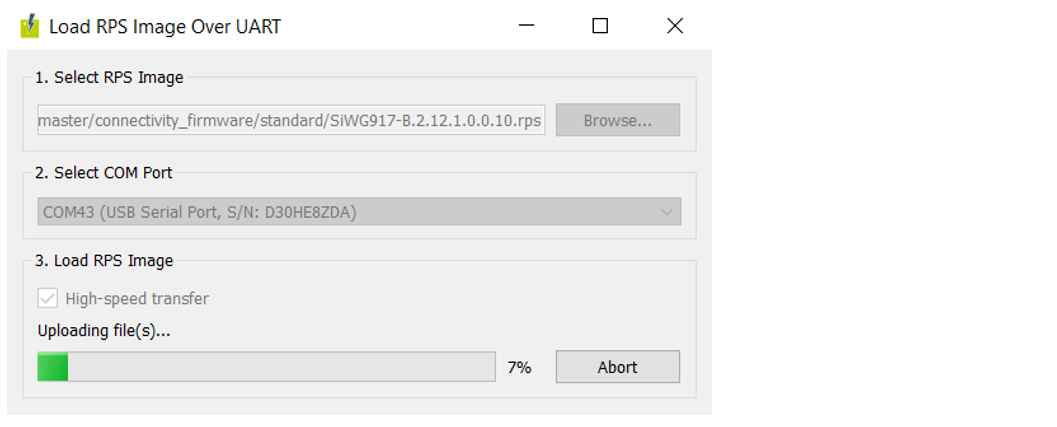 Load RPS Image Over UART
1. Select RPS Image
master/connectivity_firmware/standard/SiWG917-B.2.12.1.0.0.10.rps
Browse...
2. Select COM Port
COM43 (USB Serial Port, S/N: D30HE8ZDA)
3. Load RPS Image
High-speed transfer
Uploading file(s)...
7%
Abort